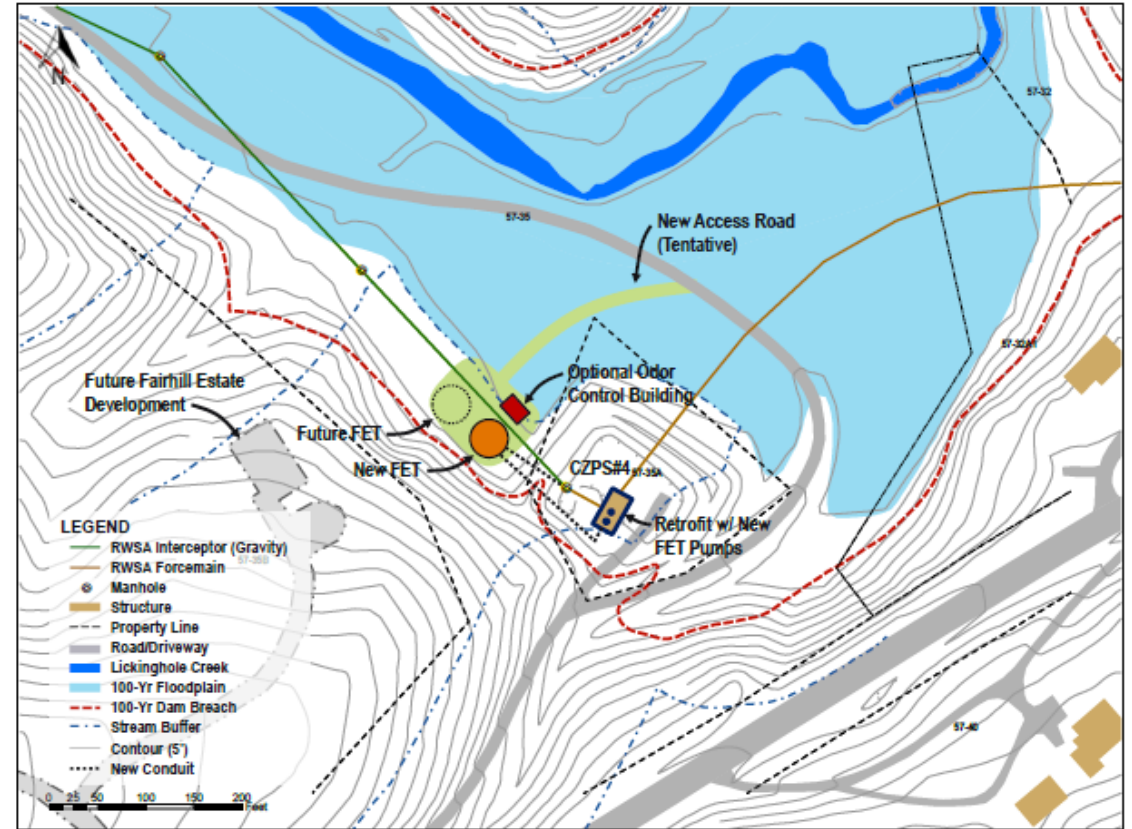 N
57-32
57-35
New Access Road
(Tentative)
57-32A1
Future Fairhill Estate
Development
Optional Odor
Control Building
Future FET
New FET
CZPS#4
57-35A
Retrofit w/ New
FET Pumps
LEGEND
RWSA Interceptor (Gravity)
57-35B
RWSA Forcemain
Manhole
Structure
Property Line
Road/Driveway
Lickinghole Creek
100-Yr Floodplain
100-Yr Dam Breach
Stream Buffer
Contour (5')
New Conduit
57-40
0 25 50 100 150 200
Feet